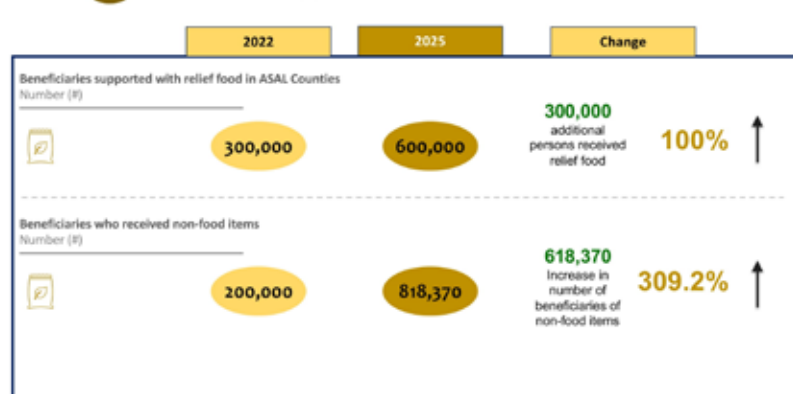 2022 2025 Change
Beneficiaries supported with relief food in ASAL Counties
Number (#)
300,000 600,000
300,000
additional
persons received
relief food
100%
Beneficiaries who received non-food items
Number (#)
200,000 818,370
618,370
Increase in
number of
beneficiaries of
non-food items
309.2%